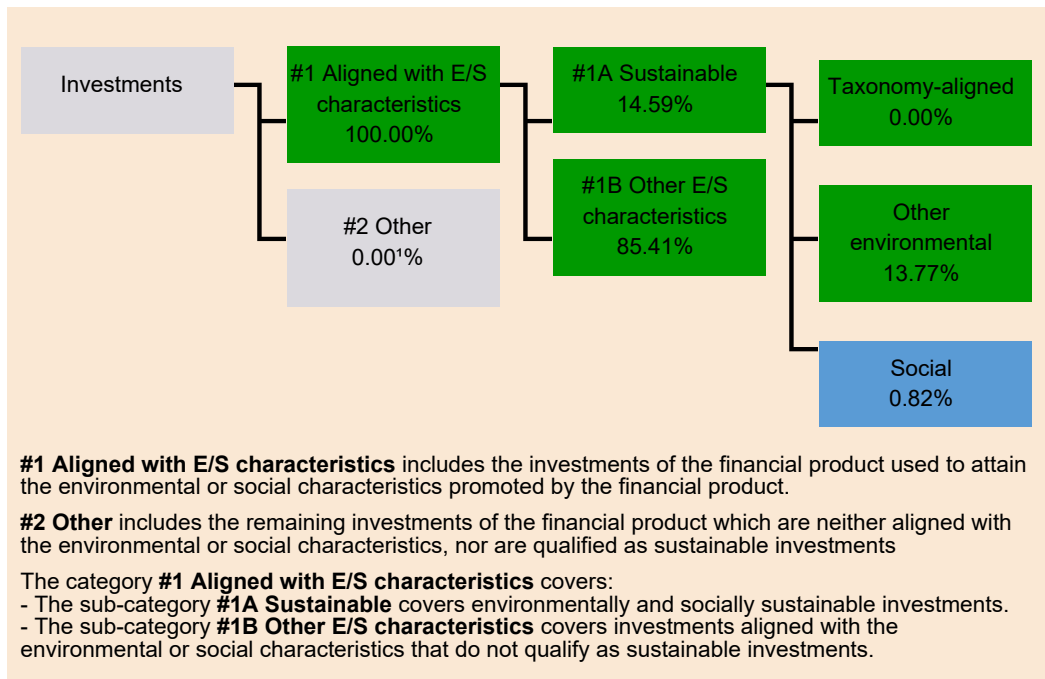 Investments
#1 Aligned with E/S
characteristics
100.00%
#2 Other
0.00¹%
#1A Sustainable
14.59%
#1B Other E/S
characteristics
85.41%
Taxonomy-aligned
0.00%
Other
environmental
13.77%
Social
0.82%
#1 Aligned with E/S characteristics includes the investments of the financial product used to attain
the environmental or social characteristics promoted by the financial product.
#2 Other includes the remaining investments of the financial product which are neither aligned with
the environmental or social characteristics, nor are qualified as sustainable investments
The category #1 Aligned with E/S characteristics covers:
- The sub-category #1A Sustainable covers environmentally and socially sustainable investments.
- The sub-category #1B Other E/S characteristics covers investments aligned with the
environmental or social characteristics that do not qualify as sustainable investments.